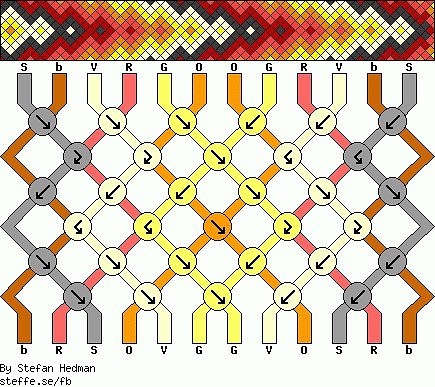 S b V R G O O G R V b S
b R S O V G G V O S R b
By Stefan Hedman
steffe.se/fb